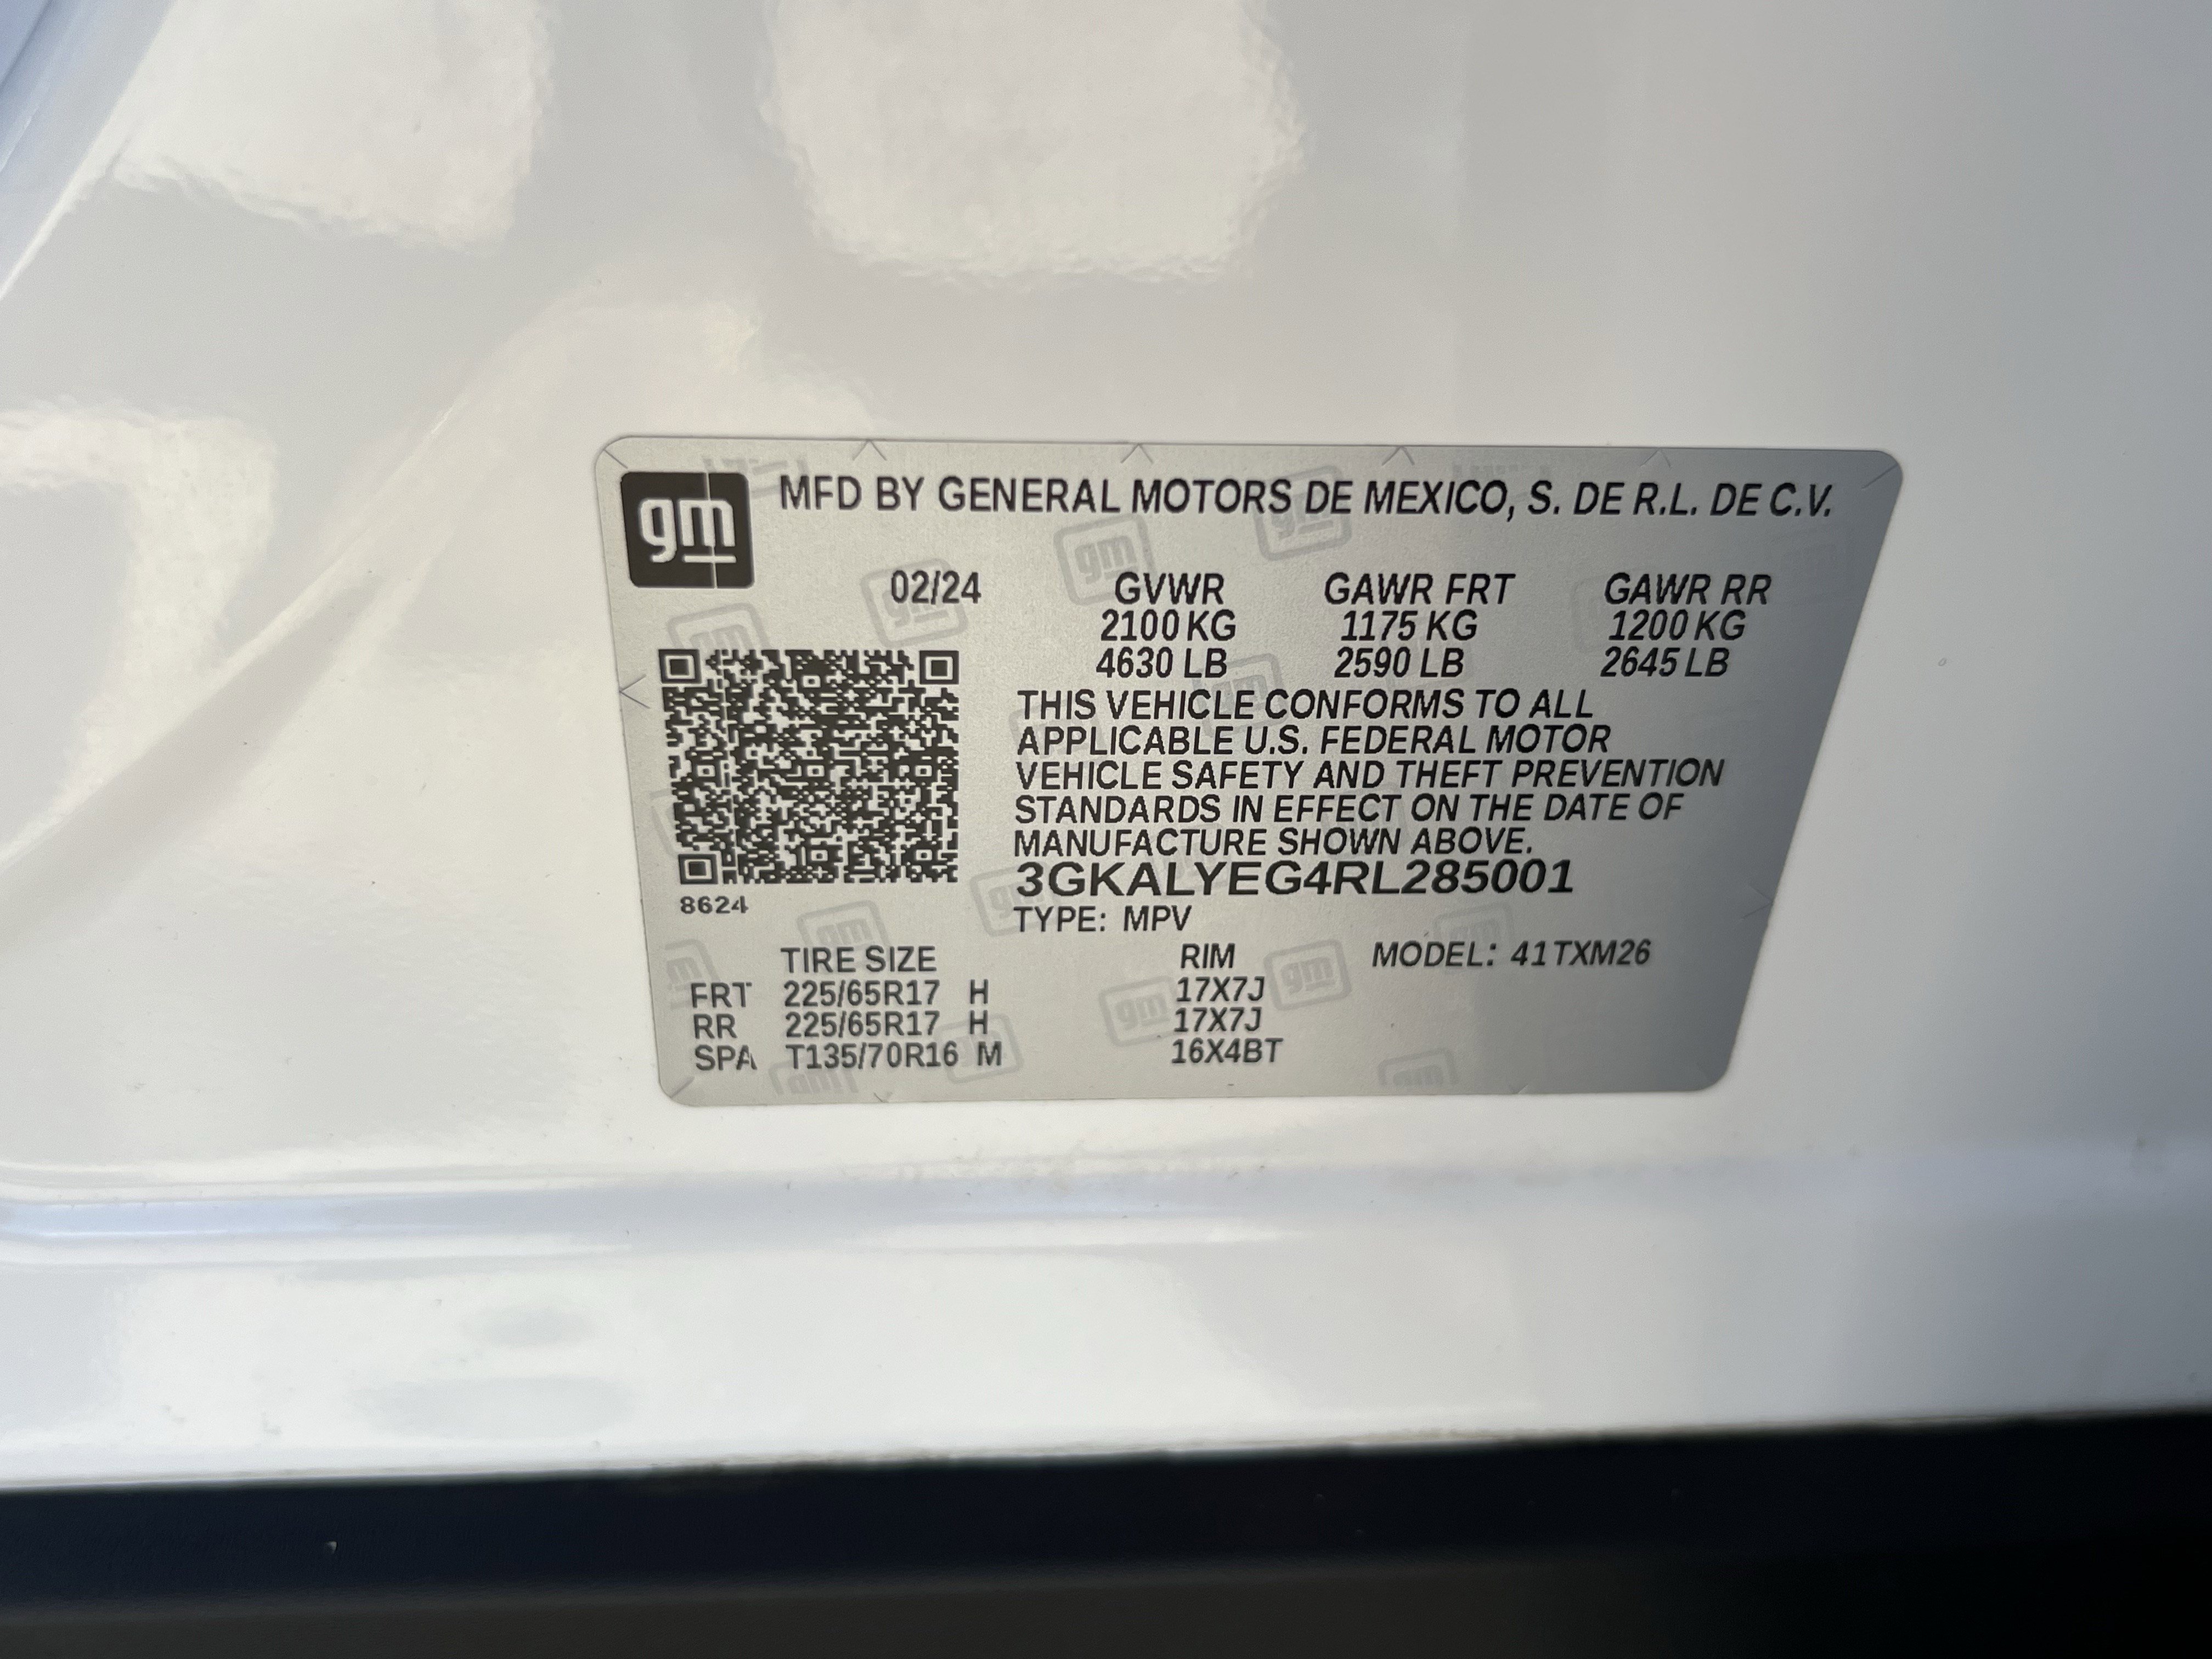 gm MFD BY GENERAL MOTORS DE MEXICO, S. DE R.L. DE C.V.
02/24 GVWR GAWR FRT GAWR RR
2100 KG 1175 KG 1200 KG
4630 LB 2590 LB 2645 LB
THIS VEHICLE CONFORMS TO ALL
APPLICABLE U.S. FEDERAL MOTOR
VEHICLE SAFETY AND THEFT PREVENTION
STANDARDS IN EFFECT ON THE DATE OF
MANUFACTURE SHOWN ABOVE.
3GKALYEG4RL285001
8624
TYPE: MPV
TIRE SIZE RIM MODEL: 41TXM26
FRT 225/65R17 H 17X7J
RR 225/65R17 H 17X7J
SPA T135/70R16 M 16X4BT